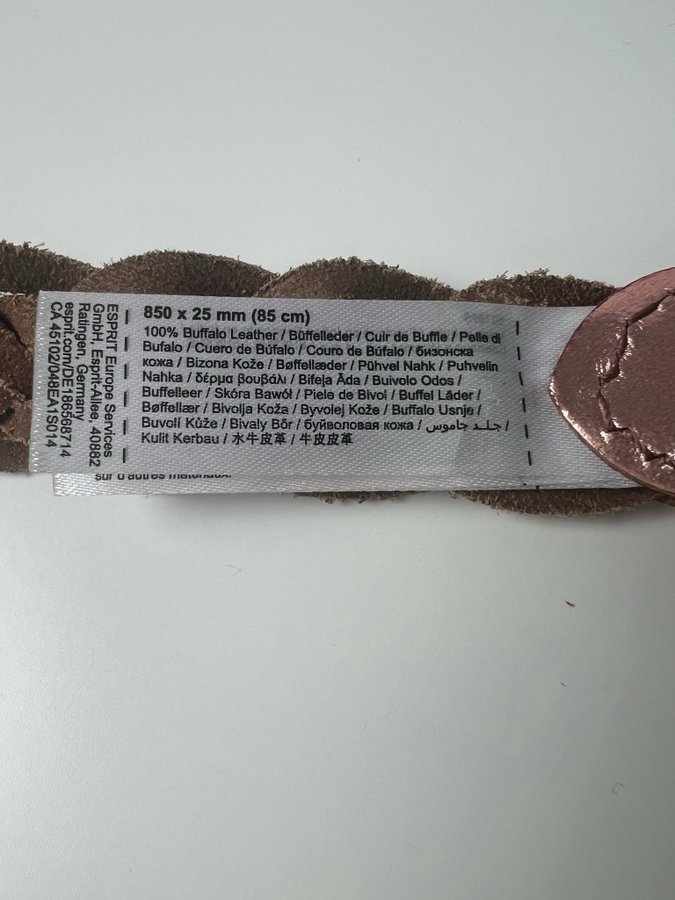 850 x 25 mm (85 cm)
100% Buffalo Leather / Büffelleder / Cuir de Buffle / Pelle di
Bufalo / Cuero de Búfalo / Couro de Búfalo / бизонска
кожа / Bizona Kože / Bøffellæder / Pühvel Nahk / Puhvelin
Nahka / δέρμα βουβάλι / Bifeļa Āda / Buivolo Odos /
Buffelleer / Skóra Bawół / Piele de Bivol / Buffel Läder /
Bøffellær / Bivolja Koža / Byvolej Kože / Buffalo Usnje /
Buvolí Kůže / Bivaly Bőr / буйволовая кожа / جلد جاموس /
Kulit Kerbau / 水牛皮革 / 牛皮皮革
ESPRIT Europe Services
GmbH, Esprit-Allee, 40882
Ratingen, Germany
esprit.com/DE186568714
CA 45102/048EA1S014
sur d'autres matériaux.